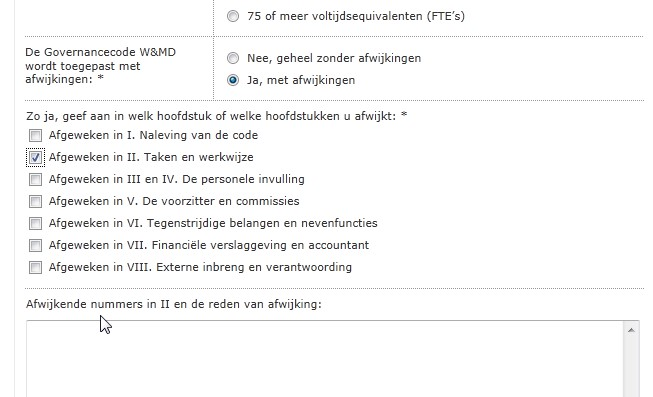 75 of meer voltijdsequivalenten (FTE's)
De Governancecode W&MD
wordt toegepast met
afwijkingen: *
Nee, geheel zonder afwijkingen
Ja, met afwijkingen
Zo ja, geef aan in welk hoofdstuk of welke hoofdstukken u afwijkt: *
Afgeweken in I. Naleving van de code
Afgeweken in II. Taken en werkwijze
Afgeweken in III en IV. De personele invulling
Afgeweken in V. De voorzitter en commissies
Afgeweken in VI. Tegenstrijdige belangen en nevenfuncties
Afgeweken in VII. Financiële verslaggeving en accountant
Afgeweken in VIII. Externe inbreng en verantwoording
Afwijkende nummers in II en de reden van afwijking: